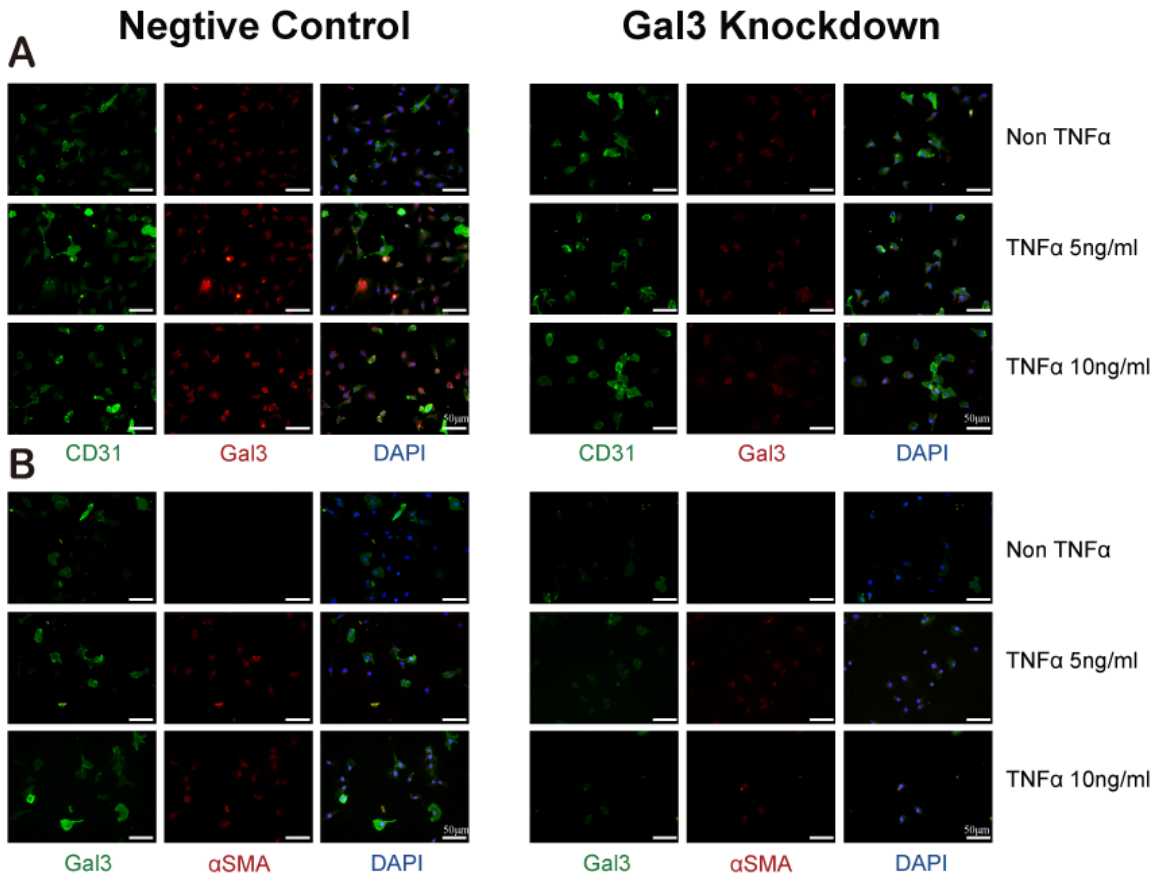 Negtive Control
Gal3 Knockdown
A
Non TNFα
TNFα 5ng/ml
TNFα 10ng/ml
50μm
50μm
CD31
Gal3
DAPI
CD31
Gal3
DAPI
B
Non TNFα
TNFα 5ng/ml
TNFα 10ng/ml
50μm
50μm
Gal3
αSMA
DAPI
Gal3
αSMA
DAPI